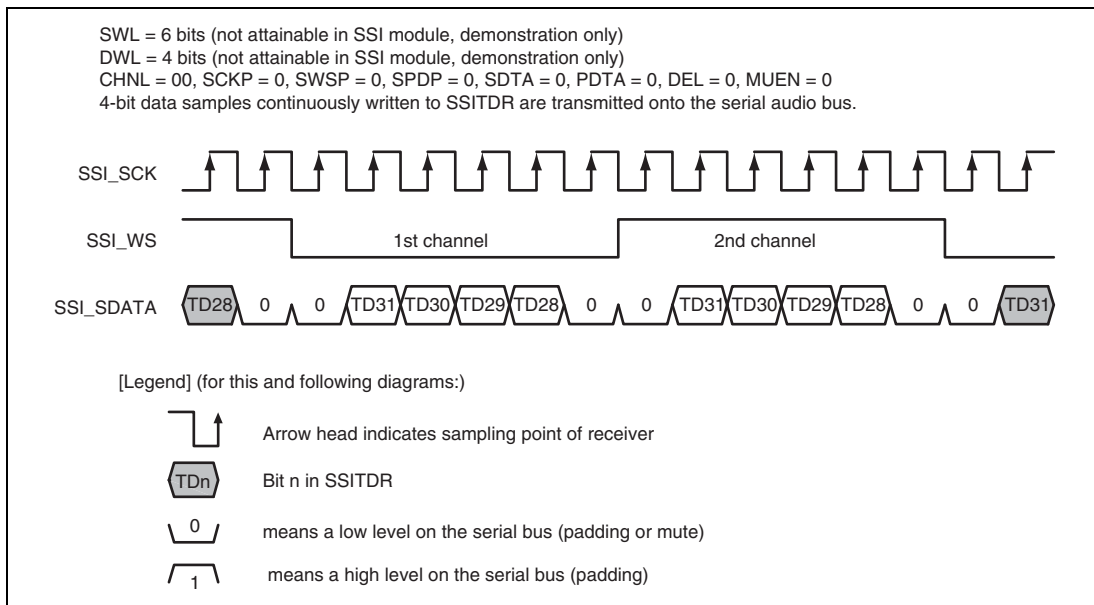 SWL = 6 bits (not attainable in SSI module, demonstration only)
DWL = 4 bits (not attainable in SSI module, demonstration only)
CHNL = 00, SCKP = 0, SWSP = 0, SPDP = 0, SDTA = 0, PDTA = 0, DEL = 0, MUEN = 0
4-bit data samples continuously written to SSITDR are transmitted onto the serial audio bus.
SSI_SCK
SSI_WS 1st channel 2nd channel
SSI_SDATA TD28 0 0 TD31 TD30 TD29 TD28 0 0 TD31 TD30 TD29 TD28 0 0 TD31
[Legend] (for this and following diagrams:)
Arrow head indicates sampling point of receiver
TDn Bit n in SSITDR
0 means a low level on the serial bus (padding or mute)
1 means a high level on the serial bus (padding)